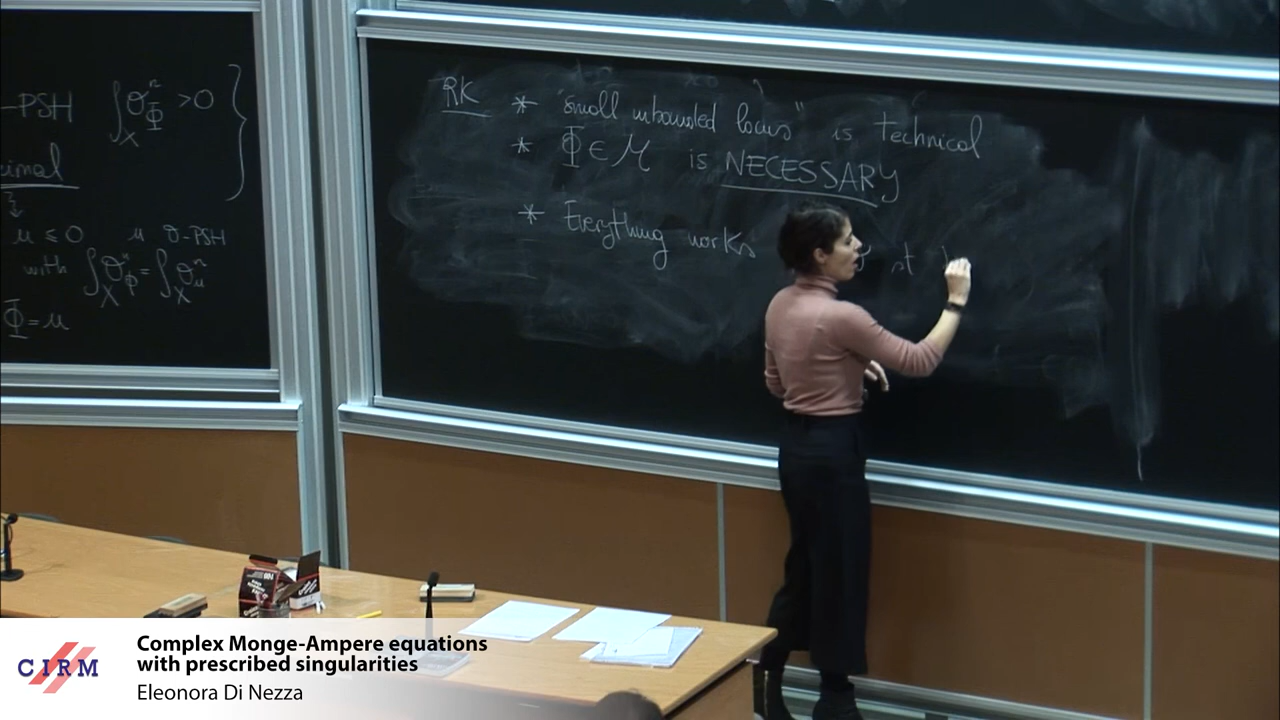 -PSH ∫_X θ^n_Φ >0 }
imal
u ≤ 0 u θ-PSH
with ∫_X θ^n_Φ = ∫_X θ^n_u
Φ = u
RK * "small unbounded locus" is technical
* Φ ∈ M is NECESSARY
* Everything works st
CIRM
Complex Monge-Ampere equations
with prescribed singularities
Eleonora Di Nezza